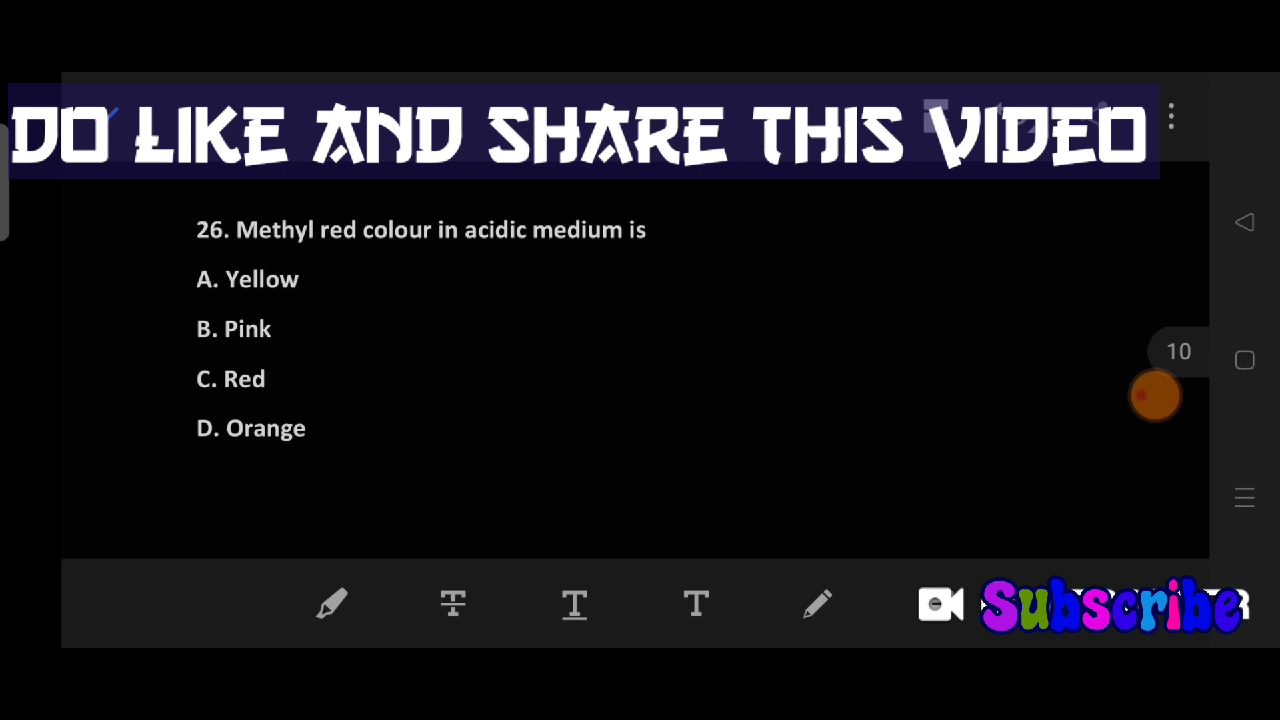 DO LIKE AND SHARE THIS VIDEO
26. Methyl red colour in acidic medium is
A. Yellow
B. Pink
C. Red
D. Orange
10
T
T
T
Subscribe